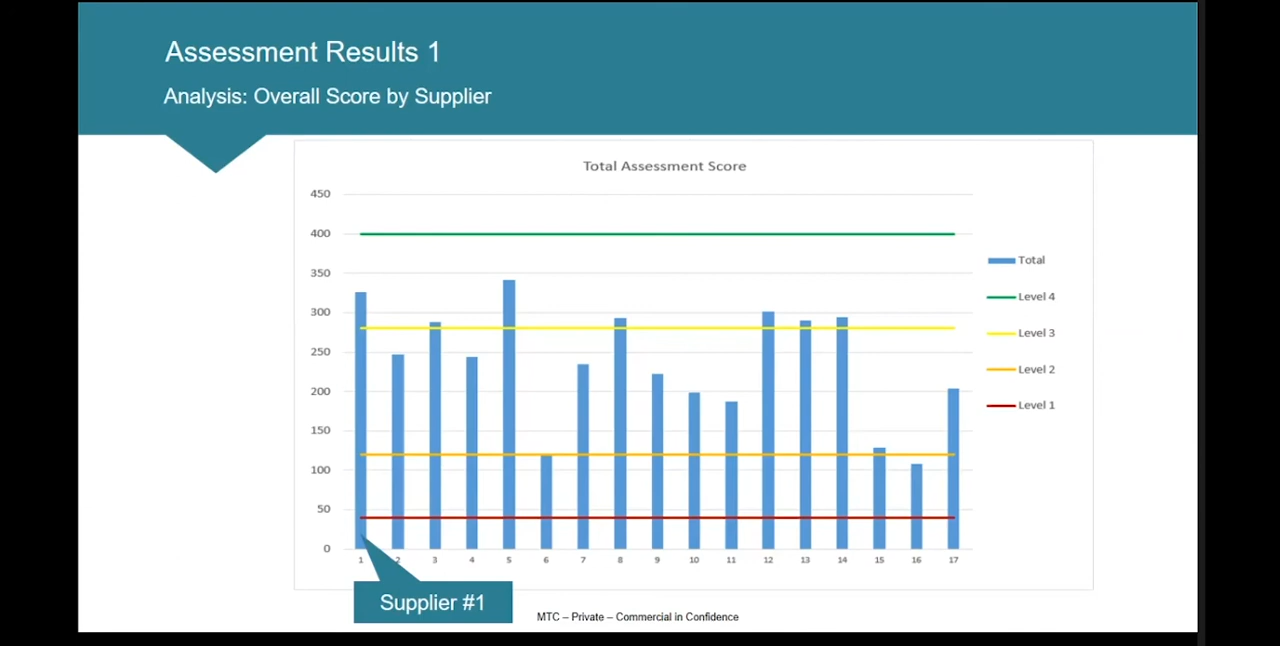 Assessment Results 1
Analysis: Overall Score by Supplier
Total Assessment Score
450
400
350
300
250
200
150
100
50
0
1 2 3 4 5 6 7 8 9 10 11 12 13 14 15 16 17
Total
Level 4
Level 3
Level 2
Level 1
Supplier #1
MTC – Private – Commercial in Confidence